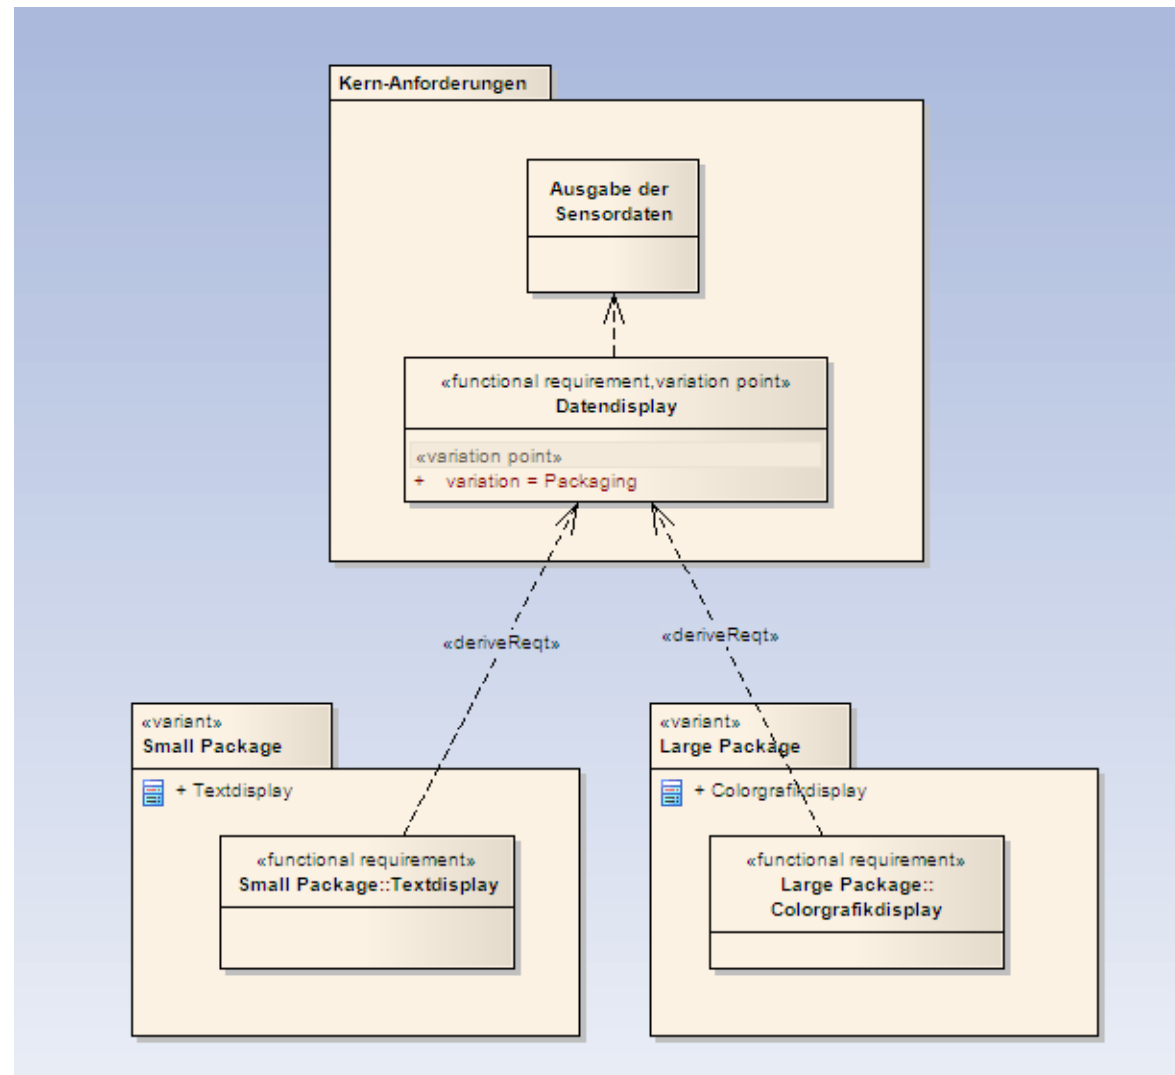 Kern-Anforderungen
Ausgabe der
Sensordaten
«functional requirement,variation point»
Datendisplay
«variation point»
+ variation = Packaging
«deriveReqt»
«deriveReqt»
«variant»
Small Package
+ Textdisplay
«functional requirement»
Small Package::Textdisplay
«variant»
Large Package
+ Colorgrafikdisplay
«functional requirement»
Large Package::
Colorgrafikdisplay